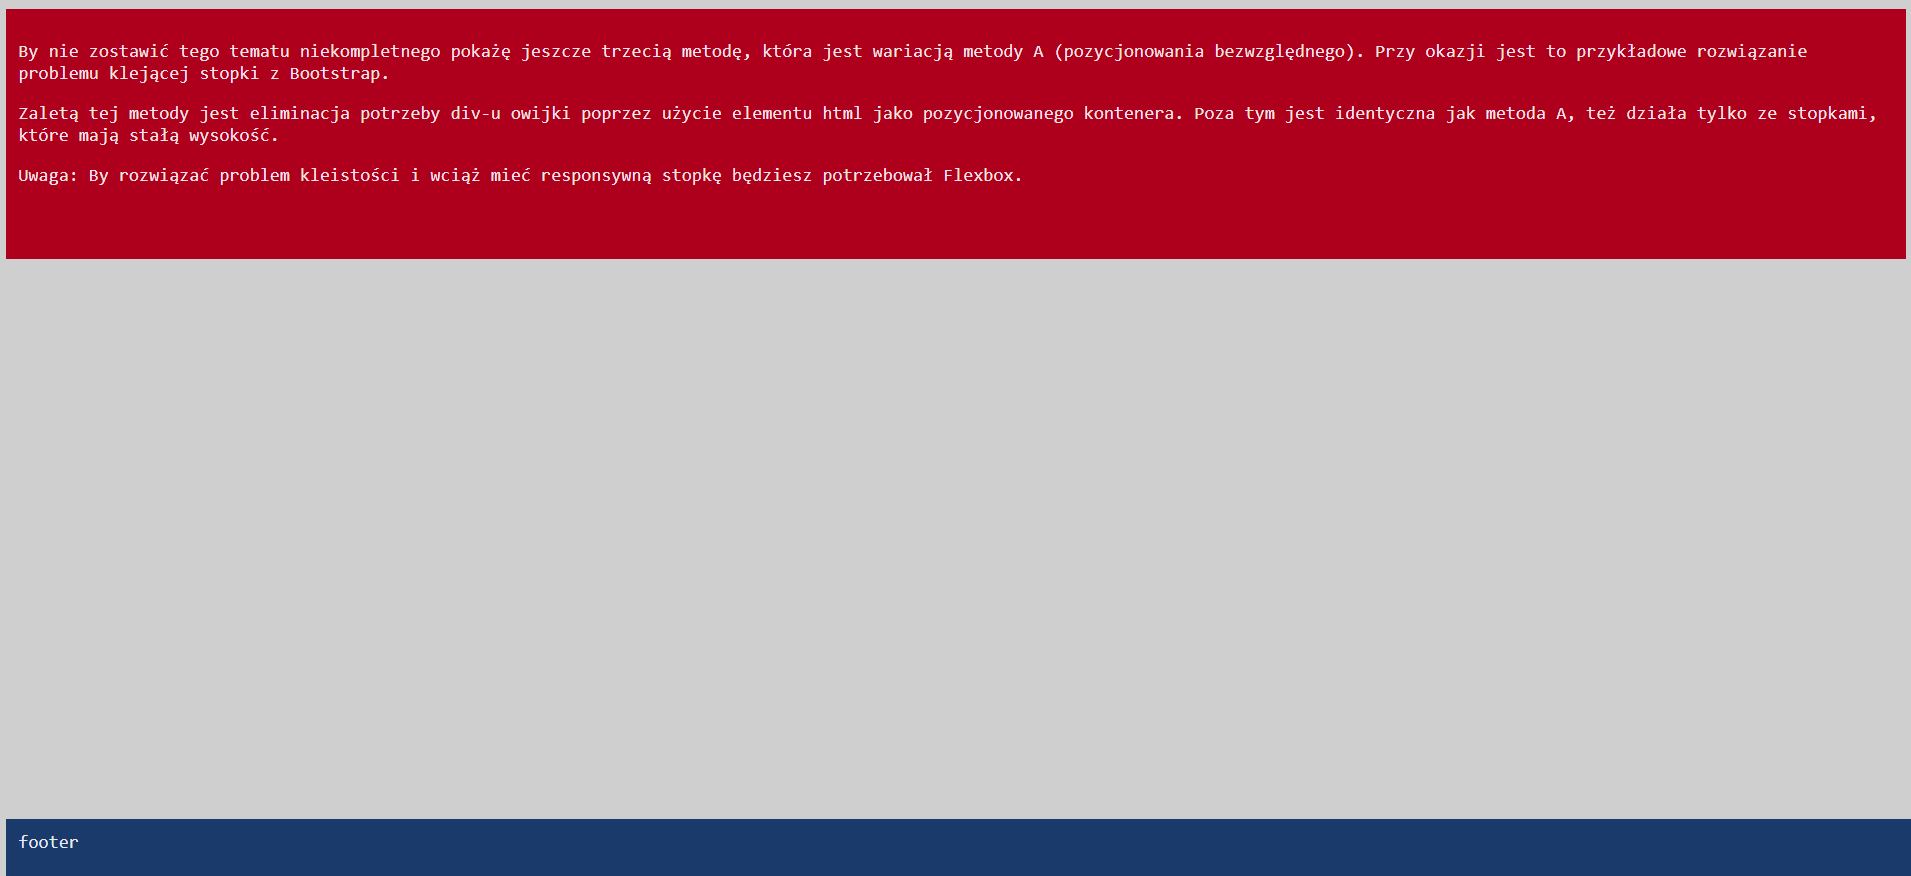 By nie zostawić tego tematu niekompletnego pokażę jeszcze trzecią metodę, która jest wariacją metody A (pozycjonowania bezwzględnego). Przy okazji jest to przykładowe rozwiązanie
problemu klejącej stopki z Bootstrap.
Zaletą tej metody jest eliminacja potrzeby div-u owijki poprzez użycie elementu html jako pozycjonowanego kontenera. Poza tym jest identyczna jak metoda A, też działa tylko ze stopkami,
które mają stałą wysokość.
Uwaga: By rozwiązać problem kleistości i wciąż mieć responsywną stopkę będziesz potrzebował Flexbox.
footer